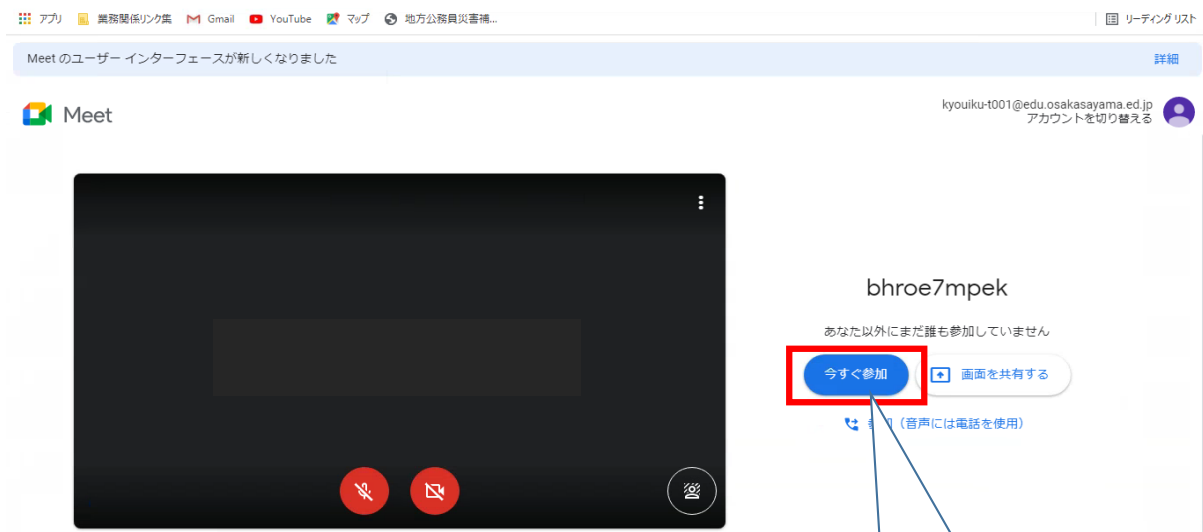 アプリ 業務関係リンク集 Gmail YouTube マップ 地方公務員災害補... リーディング リスト
Meet のユーザー インターフェースが新しくなりました 詳細
Meet
kyouiku-t001@edu.osakasayama.ed.jp
アカウントを切り替える
bhroe7mpek
あなた以外にまだ誰も参加していません
今すぐ参加 画面を共有する
(音声には電話を使用)